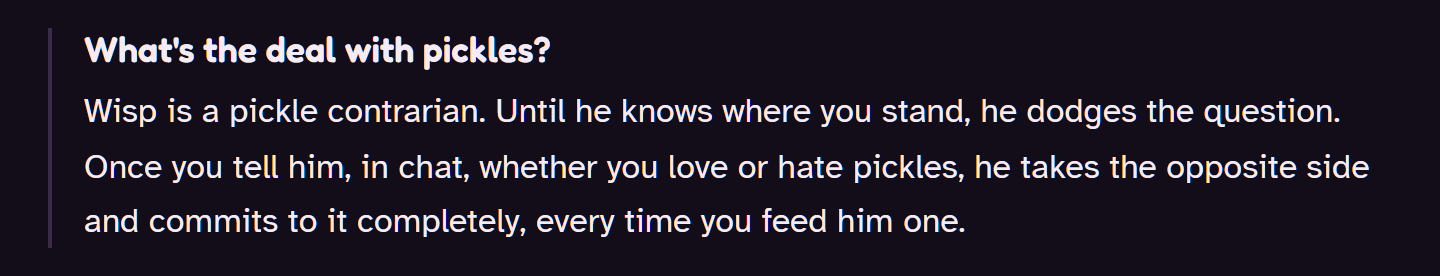 What's the deal with pickles?
Wisp is a pickle contrarian. Until he knows where you stand, he dodges the question.
Once you tell him, in chat, whether you love or hate pickles, he takes the opposite side
and commits to it completely, every time you feed him one.